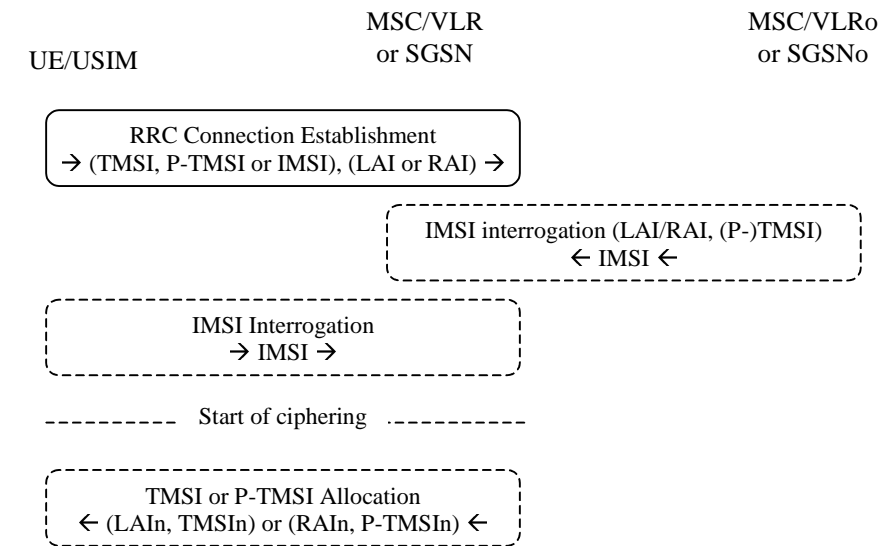 UE/USIM
MSC/VLR
or SGSN
MSC/VLRo
or SGSNo
RRC Connection Establishment
→ (TMSI, P-TMSI or IMSI), (LAI or RAI) →
IMSI interrogation (LAI/RAI, (P-)TMSI)
← IMSI ←
IMSI Interrogation
→ IMSI →
Start of ciphering
TMSI or P-TMSI Allocation
← (LAIn, TMSIn) or (RAIn, P-TMSIn) ←